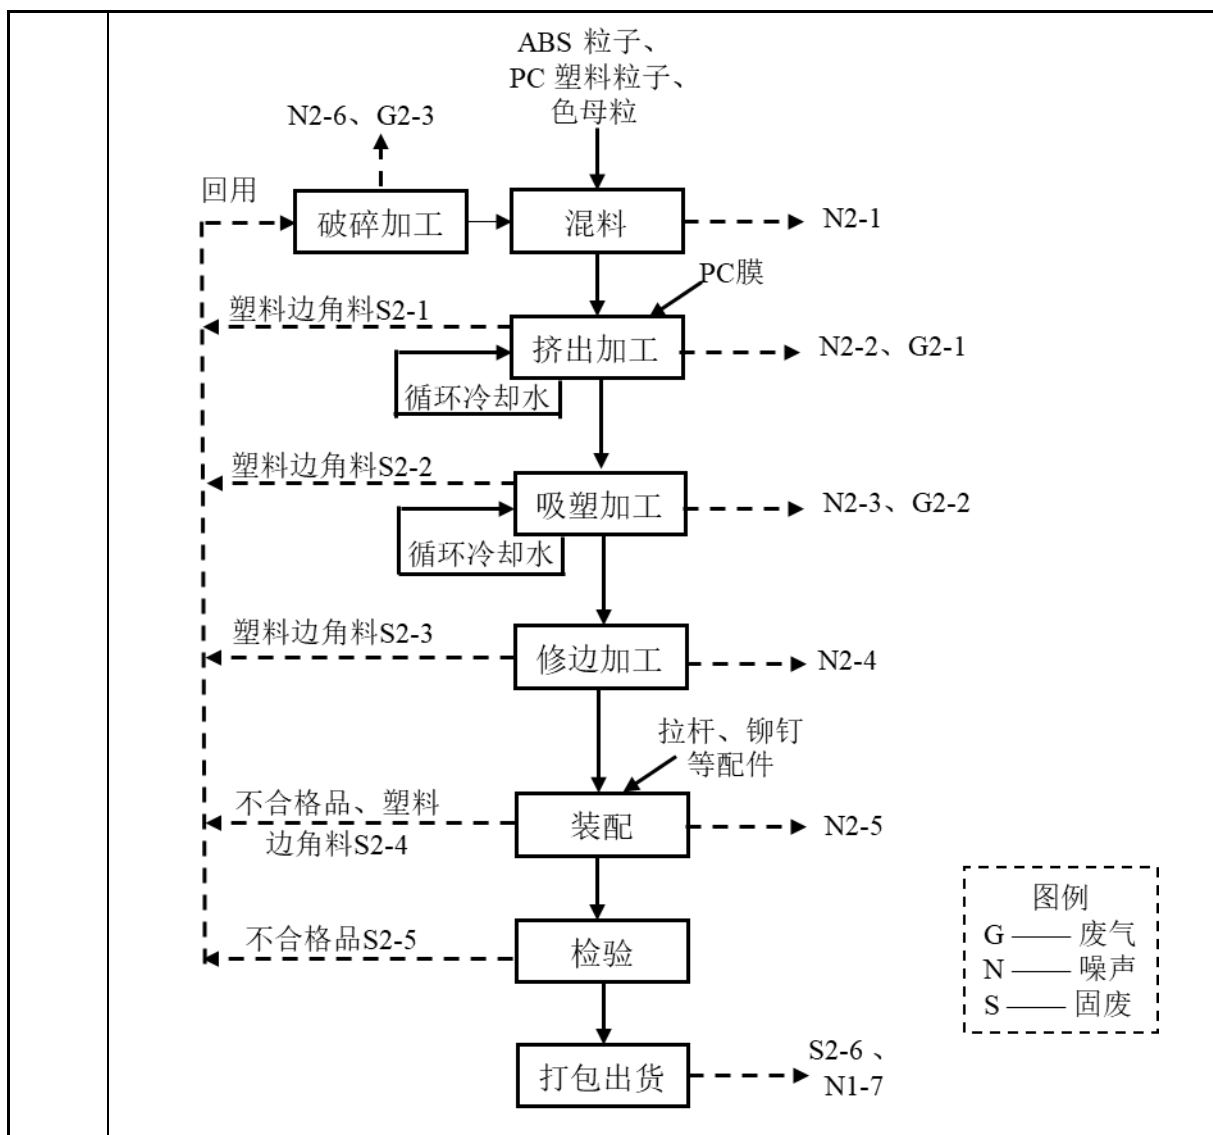 ABS 粒子、
PC 塑料粒子、
色母粒
N2-6、G2-3
回用
破碎加工
混料
N2-1
PC膜
塑料边角料S2-1
挤出加工
N2-2、G2-1
循环冷却水
塑料边角料S2-2
吸塑加工
N2-3、G2-2
循环冷却水
塑料边角料S2-3
修边加工
N2-4
拉杆、铆钉
等配件
不合格品、塑料
边角料S2-4
装配
N2-5
图例
G —— 废气
N —— 噪声
S —— 固废
不合格品S2-5
检验
打包出货
S2-6 、
N1-7